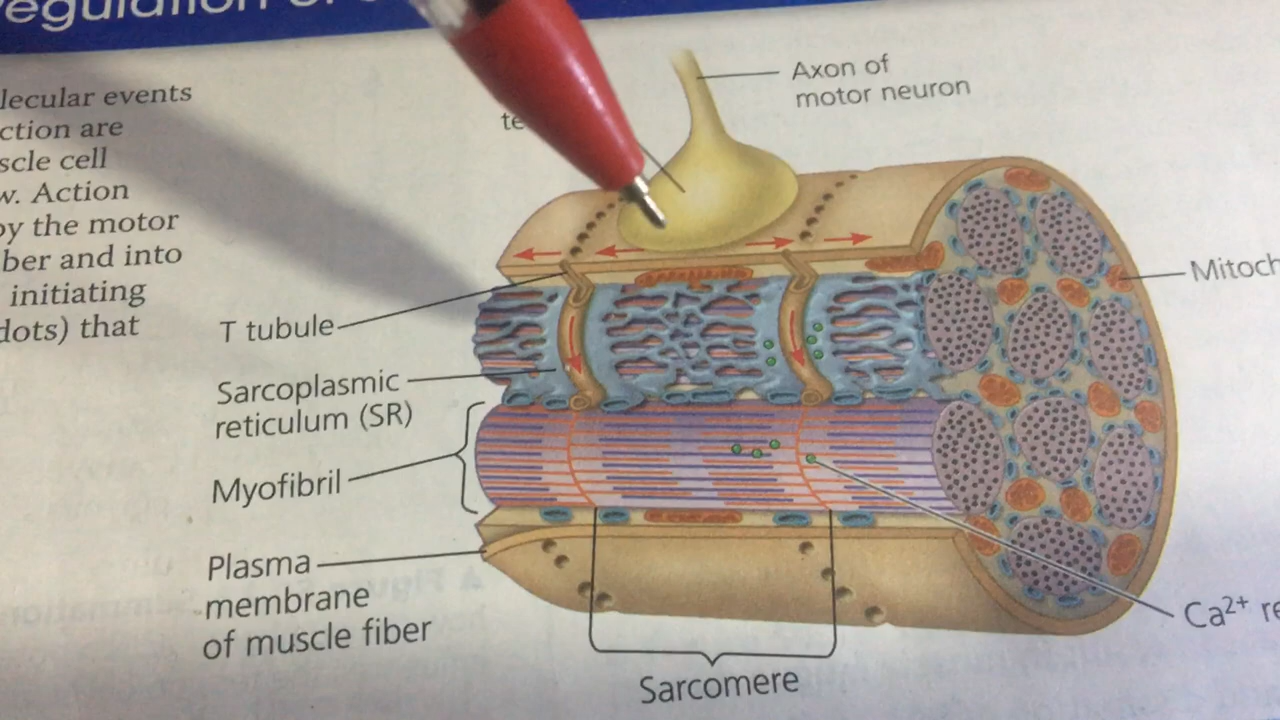 lecular events
ction are
scle cell
w. Action
by the motor
ber and into
initiating
dots) that
Axon of
motor neuron
te
Mitoch
T tubule
Sarcoplasmic
reticulum (SR)
Myofibril
Plasma
membrane
of muscle fiber
Ca²⁺ re
Sarcomere